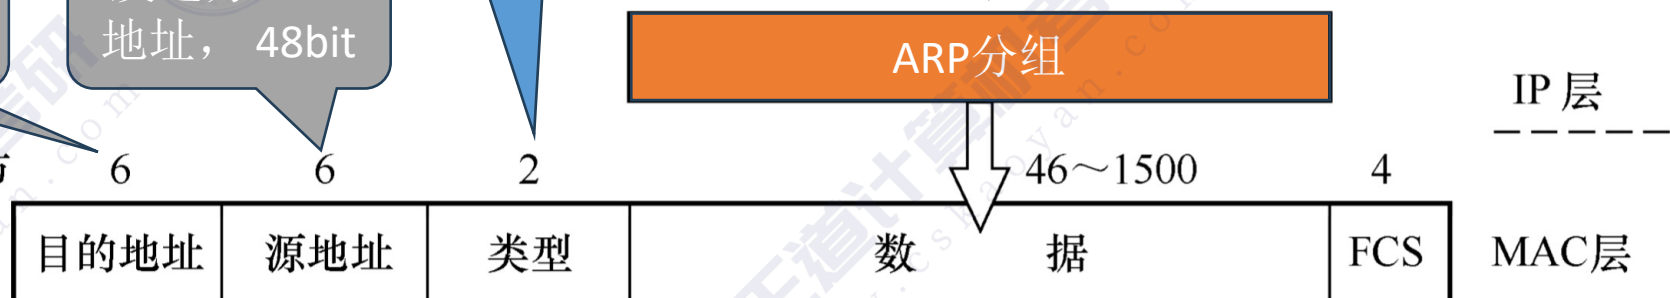 地址， 48bit
ARP分组
IP 层
6
6
2
46～1500
4
目的地址
源地址
类型
数 据
FCS
MAC层